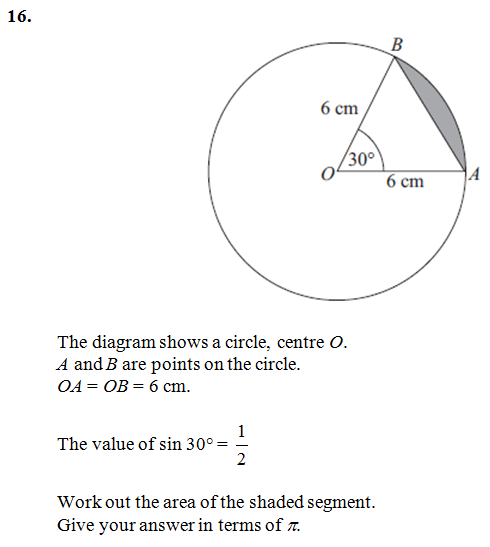 16.
B
6 cm
30°
O
6 cm
A
The diagram shows a circle, centre O.
A and B are points on the circle.
OA = OB = 6 cm.
The value of sin 30° = 1/2
Work out the area of the shaded segment.
Give your answer in terms of π.